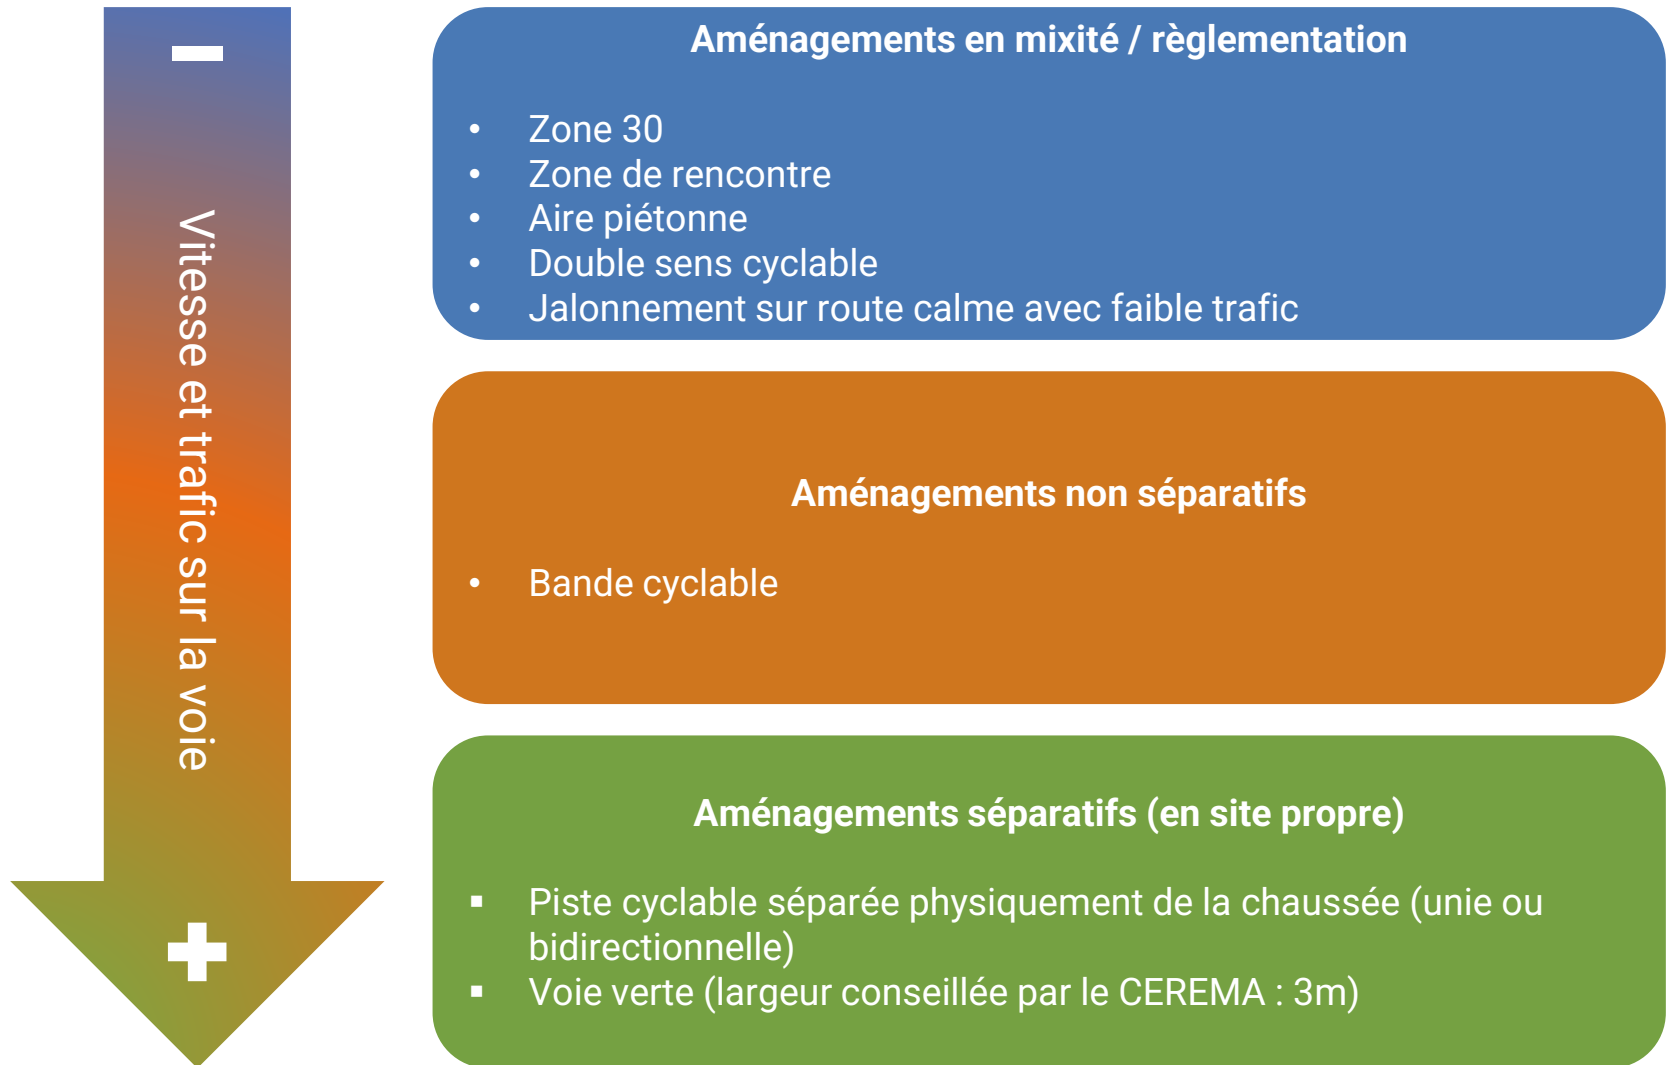 Vitesse et trafic sur la voie
Aménagements en mixité / règlementation
• Zone 30
• Zone de rencontre
• Aire piétonne
• Double sens cyclable
• Jalonnement sur route calme avec faible trafic
Aménagements non séparatifs
• Bande cyclable
Aménagements séparatifs (en site propre)
▪ Piste cyclable séparée physiquement de la chaussée (unie ou
bidirectionnelle)
▪ Voie verte (largeur conseillée par le CEREMA : 3m)